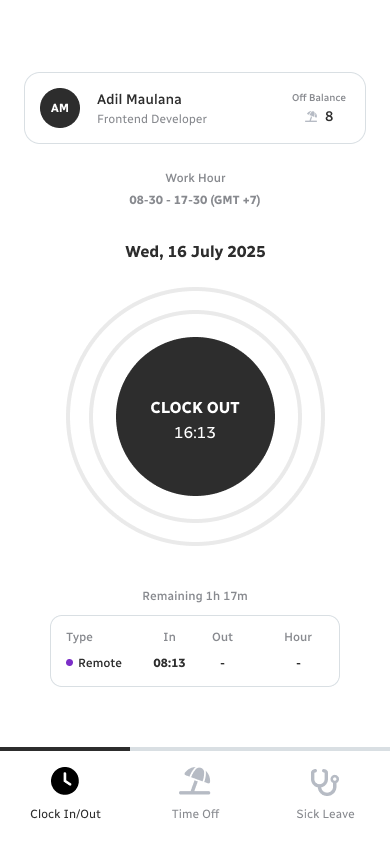 AM
Adil Maulana
Frontend Developer
Off Balance
8
Work Hour
08-30 - 17-30 (GMT +7)
Wed, 16 July 2025
CLOCK OUT
16:13
Remaining 1h 17m
Type In Out Hour
Remote 08:13 - -
Clock In/Out Time Off Sick Leave